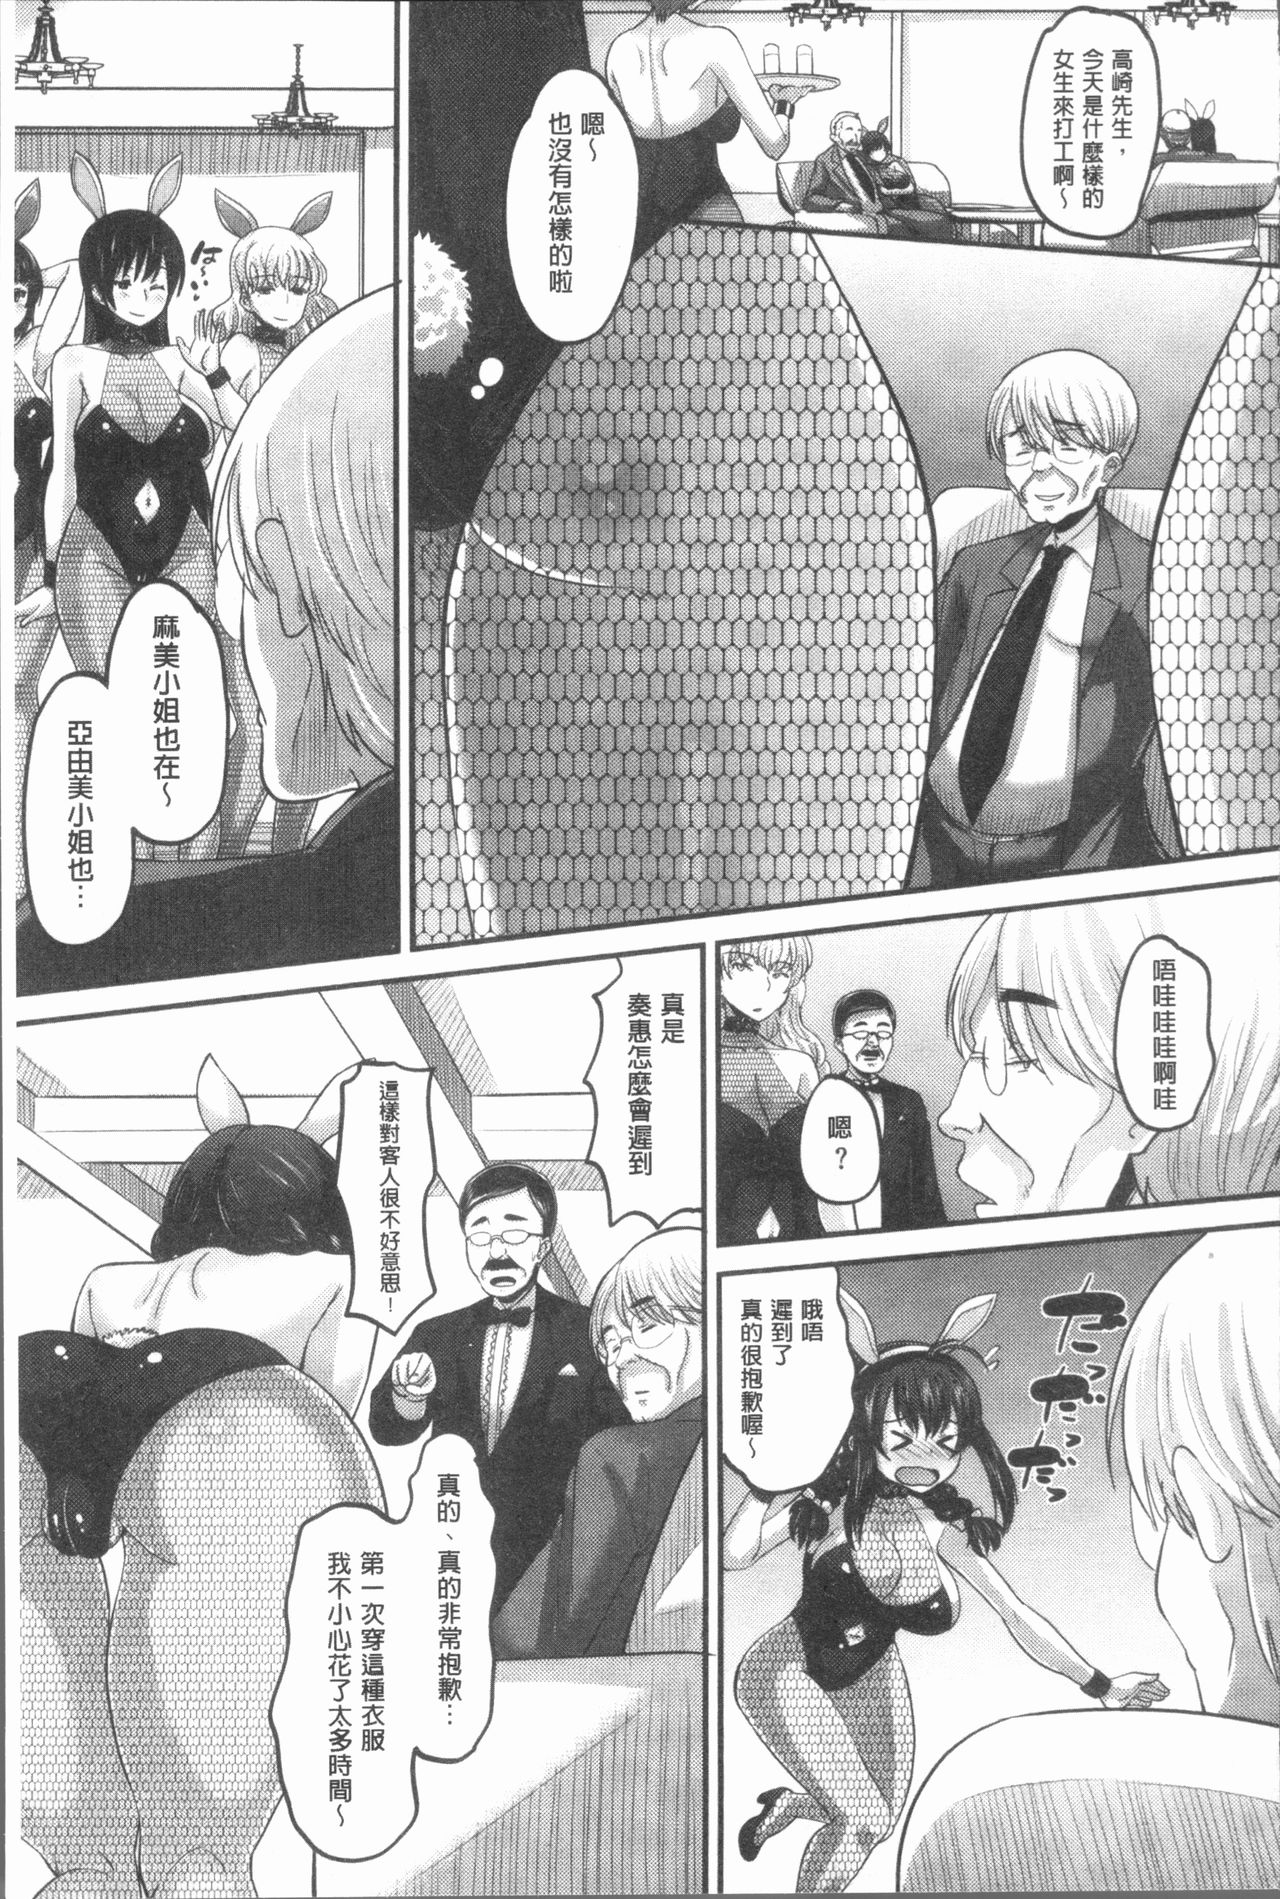 高崎先生，
今天是什麼樣的
女生來打工啊～
嗯～
也沒有怎樣的啦
は～い
麻美小姐也在～
亞由美小姐也…
唔哇哇哇啊哇
嗯？
だっだっだっ
哦唔
遲到了
真的很抱歉喔～
真是
奏惠怎麼會遲到
這樣對客人很不好意思！
真的、真的非常抱歉…
第一次穿這種衣服
我不小心花了太多時間～